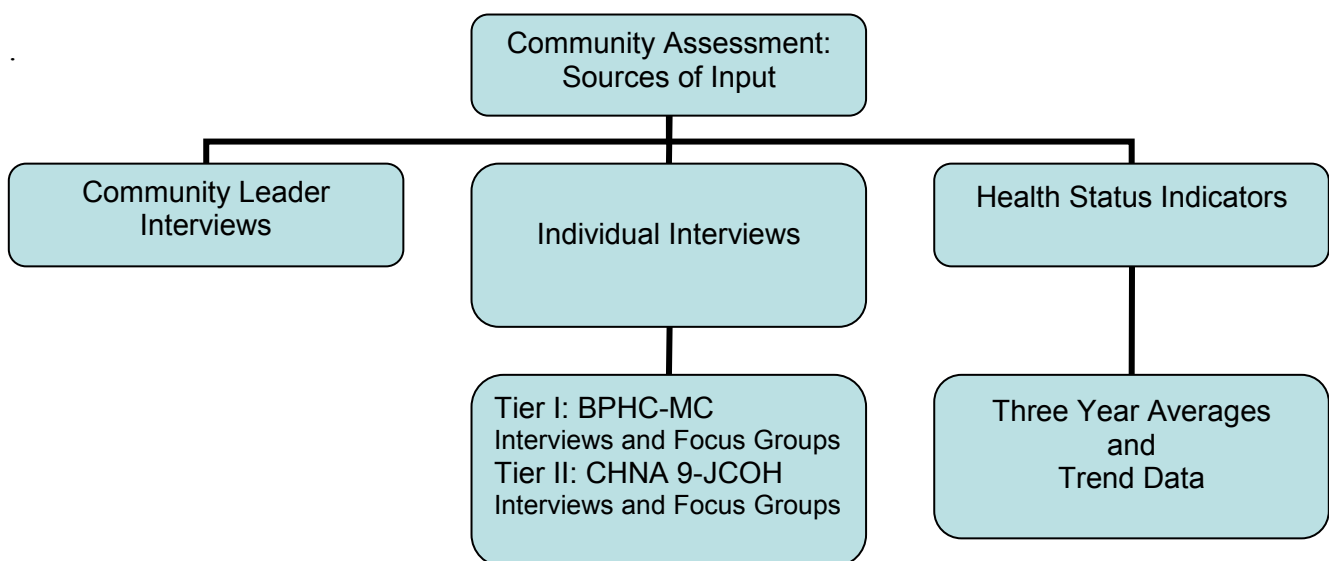 .
Community Assessment:
Sources of Input
Community Leader
Interviews
Individual Interviews
Health Status Indicators
Tier I: BPHC-MC
Interviews and Focus Groups
Tier II: CHNA 9-JCOH
Interviews and Focus Groups
Three Year Averages
and
Trend Data